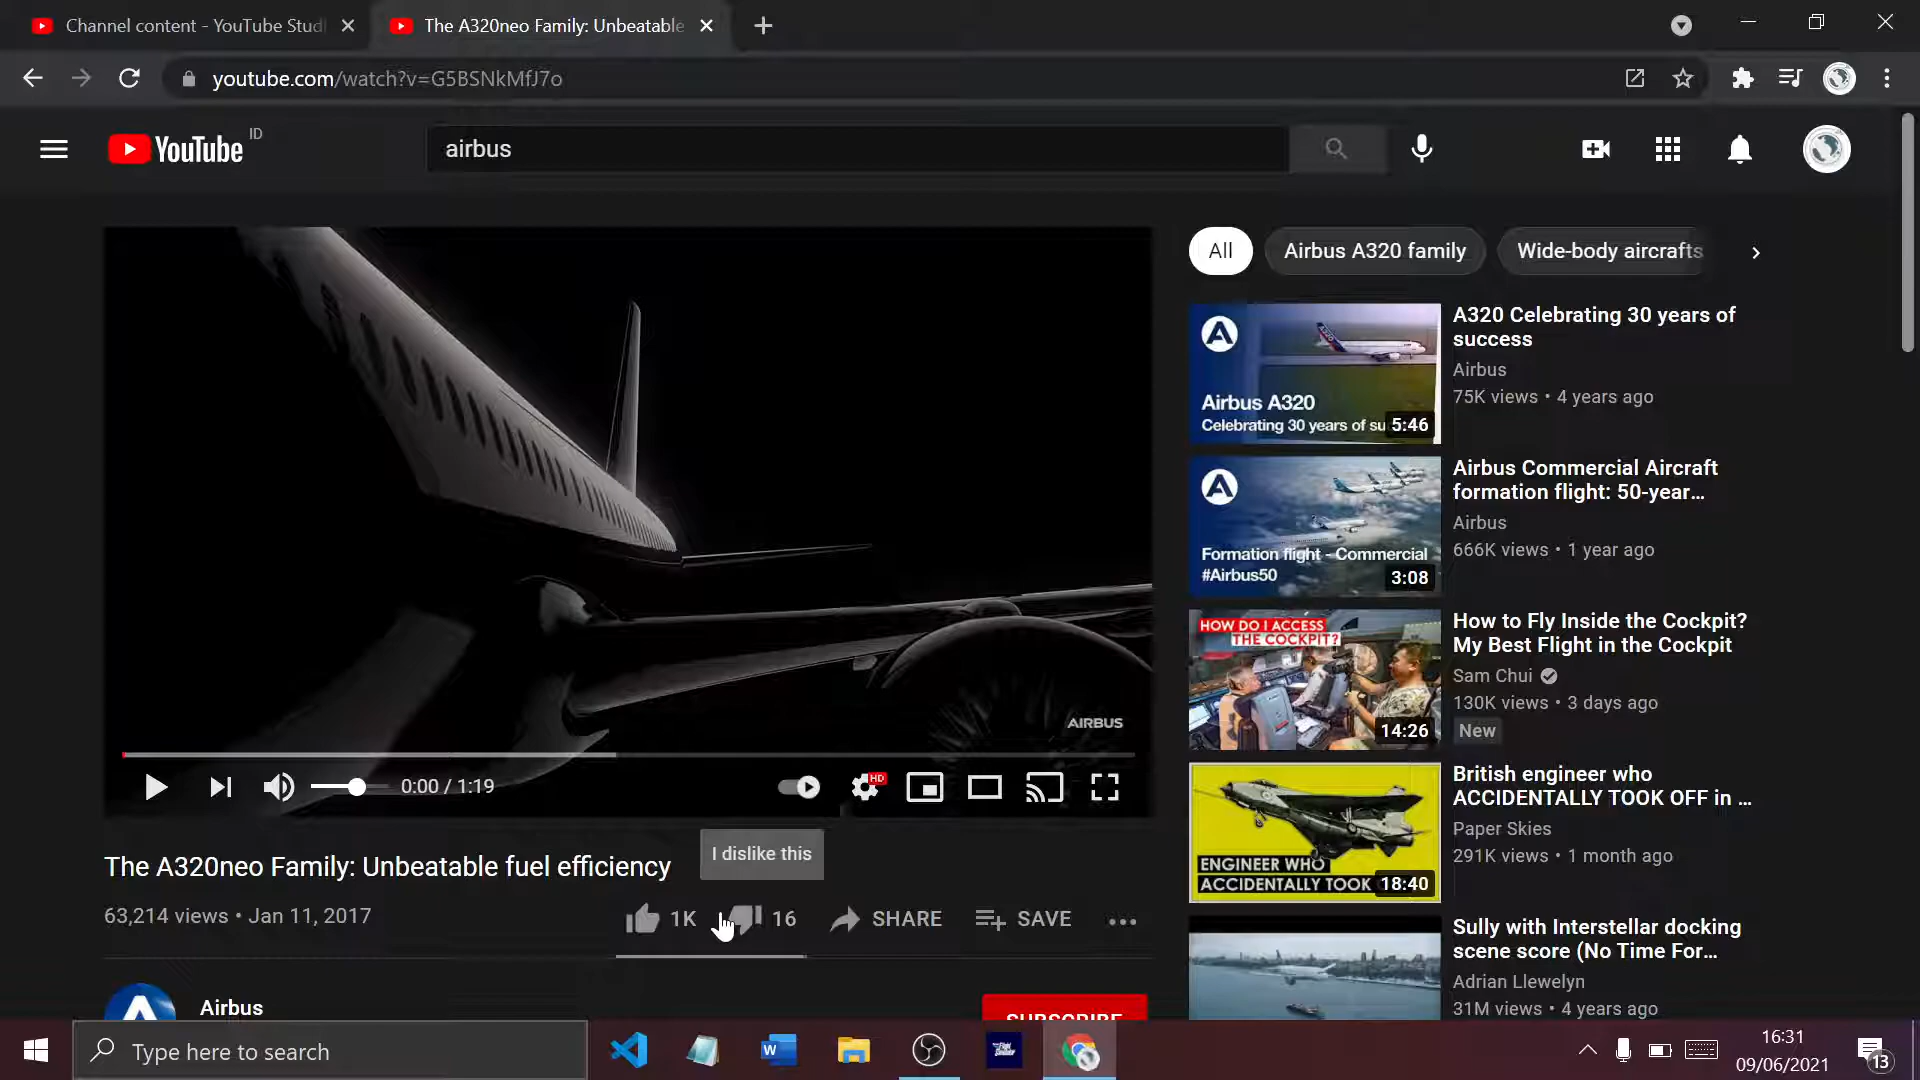 Channel content - YouTube Studi
The A320neo Family: Unbeatable
youtube.com/watch?v=G5BSNkMfJ7o
YouTube ID
airbus
AIRBUS
0:00 / 1:19
HD
I dislike this
The A320neo Family: Unbeatable fuel efficiency
63,214 views • Jan 11, 2017
1K
16
SHARE
SAVE
Airbus
SUBSCRIBE
All
Airbus A320 family
Wide-body aircrafts
Airbus A320
Celebrating 30 years of su
5:46
A320 Celebrating 30 years of
success
Airbus
75K views • 4 years ago
Formation flight - Commercial
#Airbus50
3:08
Airbus Commercial Aircraft
formation flight: 50-year...
Airbus
666K views • 1 year ago
HOW DO I ACCESS
THE COCKPIT?
14:26
How to Fly Inside the Cockpit?
My Best Flight in the Cockpit
Sam Chui
130K views • 3 days ago
New
ENGINEER WHO
ACCIDENTALLY TOOK
18:40
British engineer who
ACCIDENTALLY TOOK OFF in ...
Paper Skies
291K views • 1 month ago
Sully with Interstellar docking
scene score (No Time For...
Adrian Llewelyn
31M views • 4 years ago
Type here to search
16:31
09/06/2021
13